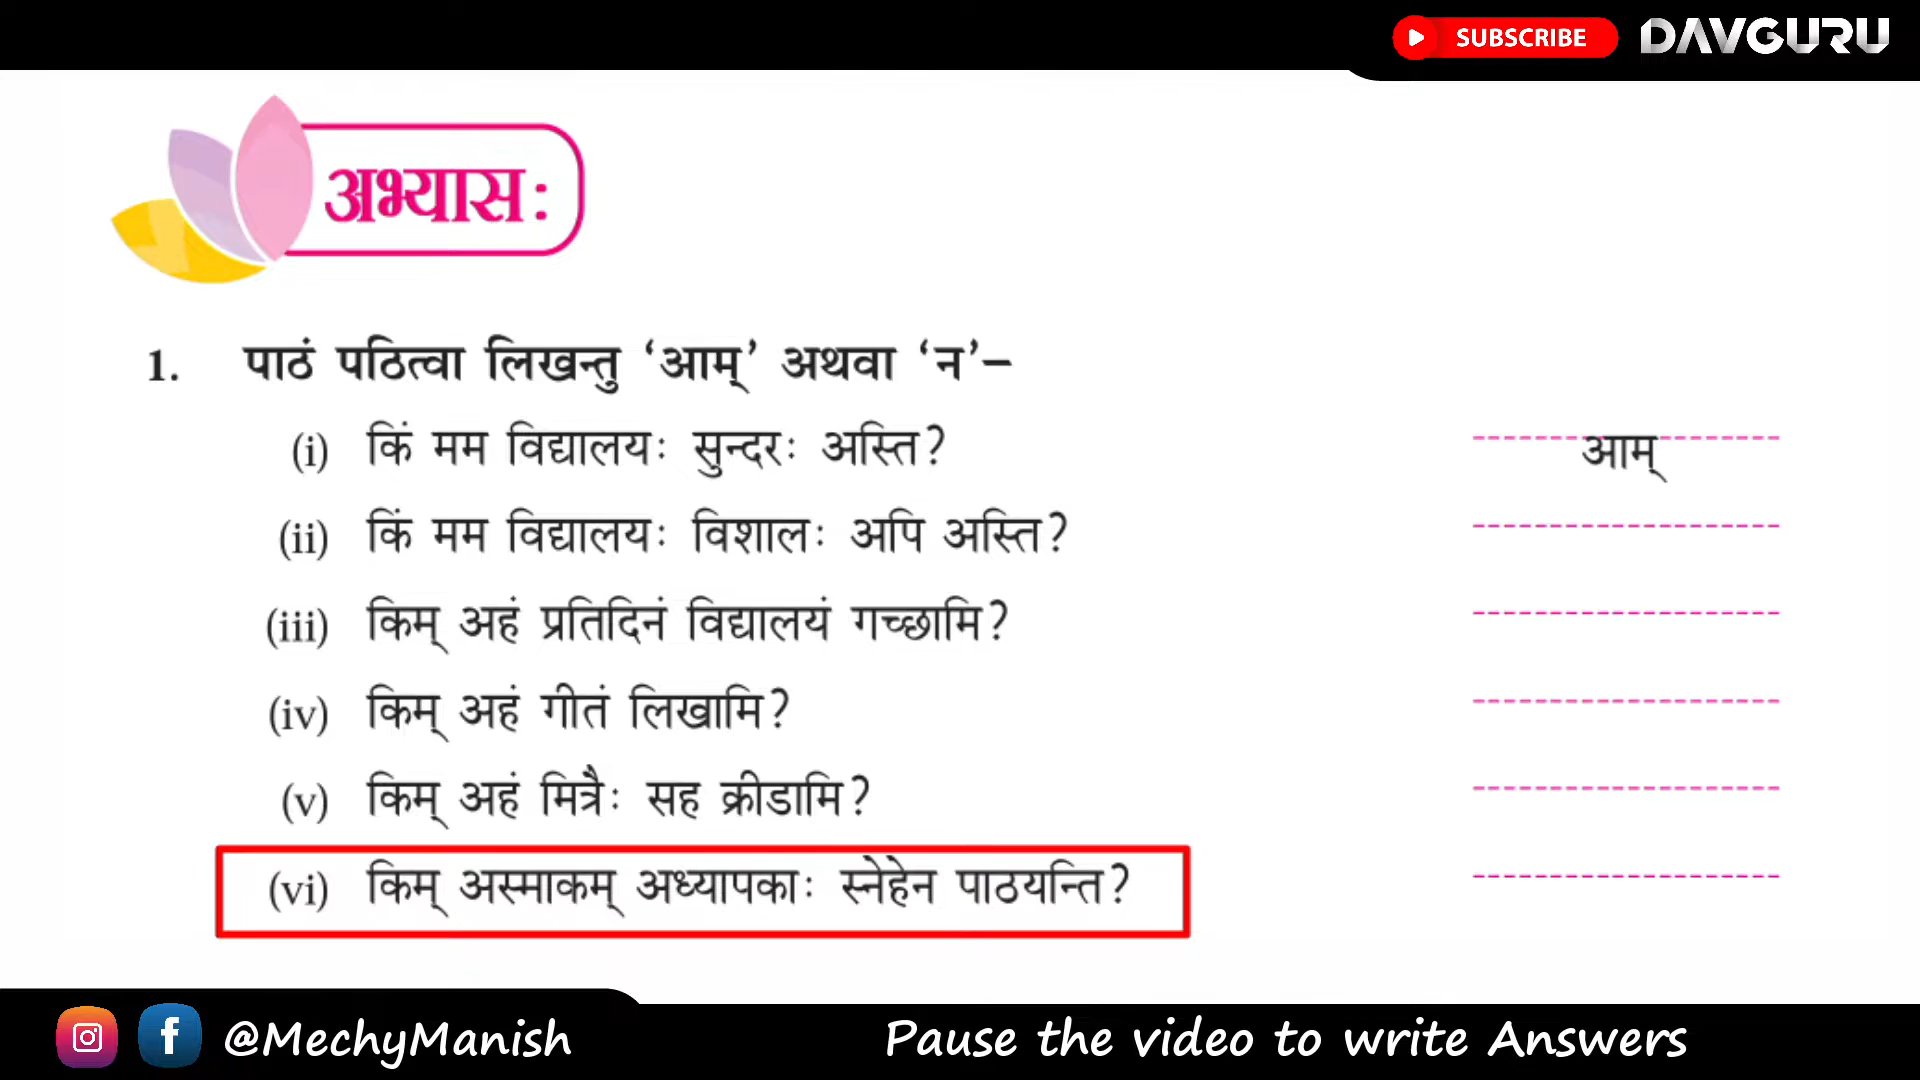 SUBSCRIBE DAVGURU
अभ्यासः
1. पाठं पठित्वा लिखन्तु ‘आम्’ अथवा ‘न’–
(i) किं मम विद्यालयः सुन्दरः अस्ति? आम्
(ii) किं मम विद्यालयः विशालः अपि अस्ति?
(iii) किम् अहं प्रतिदिनं विद्यालयं गच्छामि?
(iv) किम् अहं गीतं लिखामि?
(v) किम् अहं मित्रैः सह क्रीडामि?
(vi) किम् अस्माकम् अध्यापकाः स्नेहेन पाठयन्ति?
@MechyManish Pause the video to write Answers